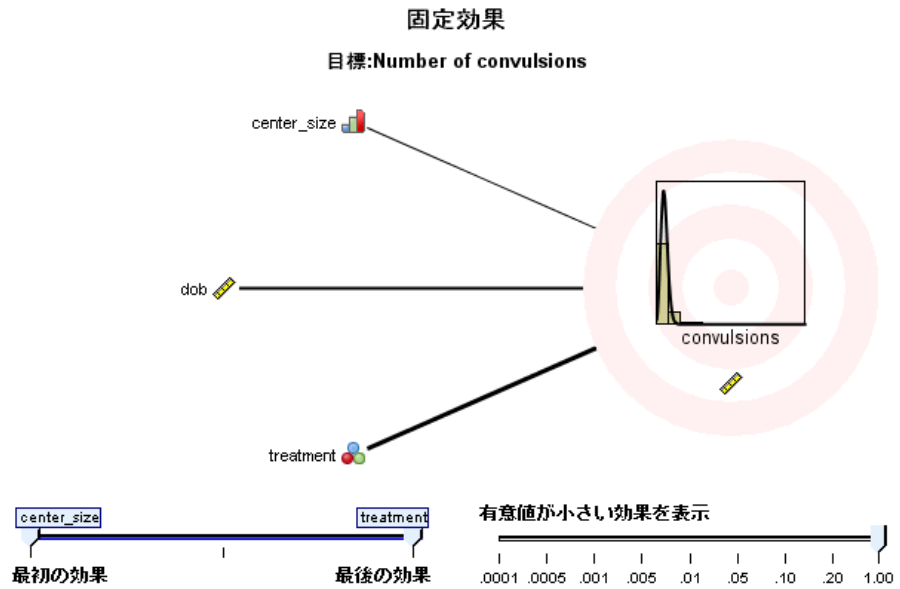 固定効果
目標:Number of convulsions
center_size
dob
convulsions
treatment
center_size
treatment
最初の効果
最後の効果
有意値が小さい効果を表示
.0001 .0005 .001 .005 .01 .05 .10 .20 1.00